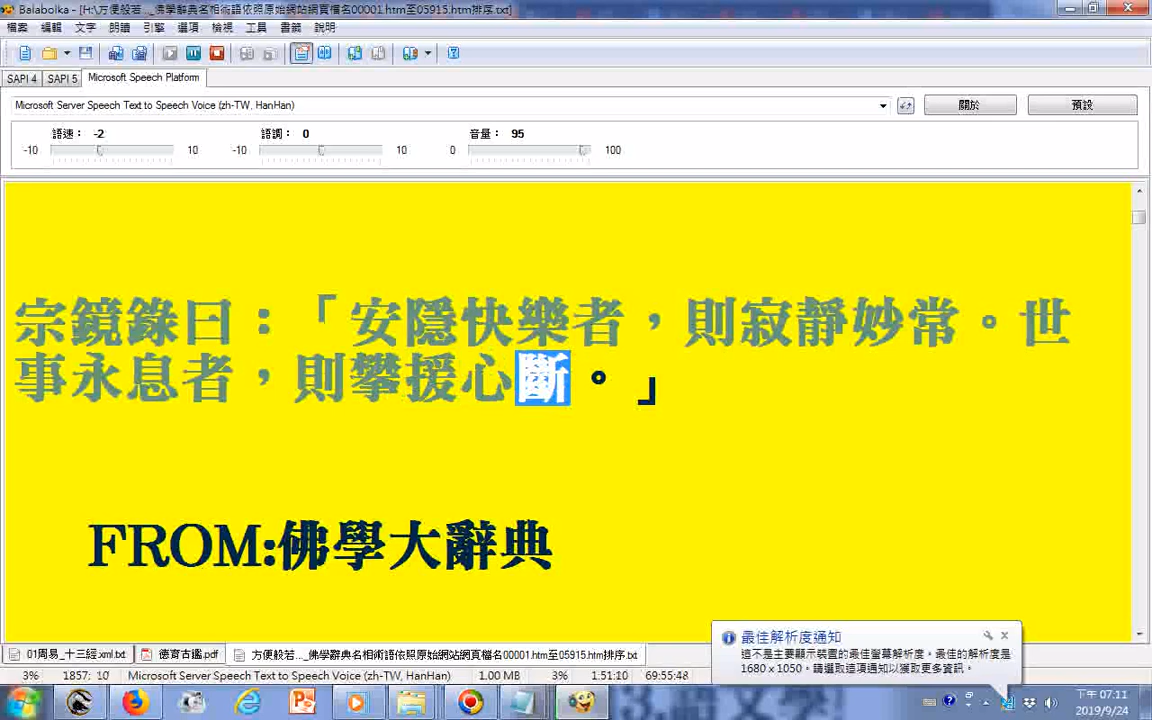 Balabolka - [H:\方便般若..._佛學辭典名相術語依照原始網站網頁檔名00001.htm至05915.htm排序.txt]
檔案 編輯 文字 朗讀 引擎 選項 檢視 工具 書籤 說明
SAPI 4 SAPI 5 Microsoft Speech Platform
Microsoft Server Speech Text to Speech Voice (zh-TW, HanHan) 關於 預設
語速： -2 語調： 0 音量： 95
-10 10 -10 10 0 100
宗鏡錄曰：「安隱快樂者，則寂靜妙常。世
事永息者，則攀援心斷。」
FROM:佛學大辭典
最佳解析度通知
這不是主要顯示裝置的最佳螢幕解析度。最佳的解析度是
1680 x 1050。請選取這項通知以獲取更多資訊。
01周易_十三經.xml.txt 德育古鑑.pdf 方便般若..._佛學辭典名相術語依照原始網站網頁檔名00001.htm至05915.htm排序.txt
3% 1857: 10 Microsoft Server Speech Text to Speech Voice (zh-TW, HanHan) 1.00 MB 3% 1:51:10 69:55:48
下午 07:11
2019/9/24